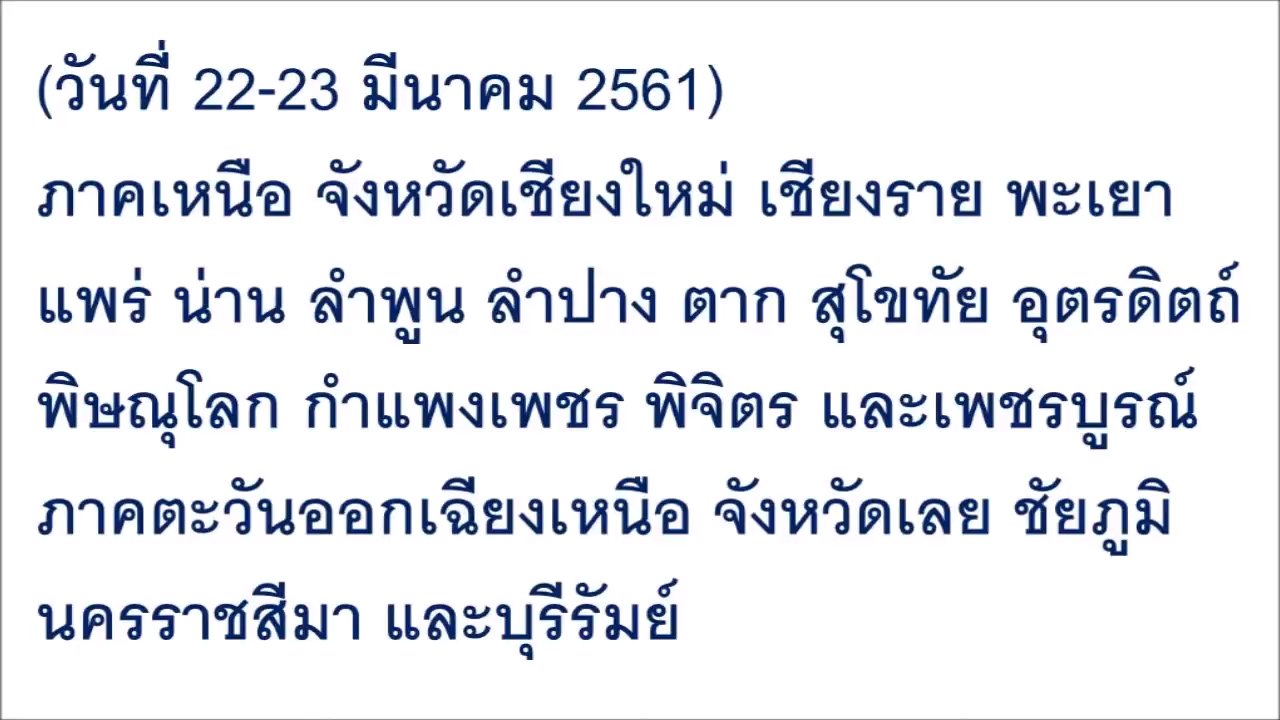 (วันที่ 22-23 มีนาคม 2561)
ภาคเหนือ จังหวัดเชียงใหม่ เชียงราย พะเยา
แพร่ น่าน ลำพูน ลำปาง ตาก สุโขทัย อุตรดิตถ์
พิษณุโลก กำแพงเพชร พิจิตร และเพชรบูรณ์
ภาคตะวันออกเฉียงเหนือ จังหวัดเลย ชัยภูมิ
นครราชสีมา และบุรีรัมย์